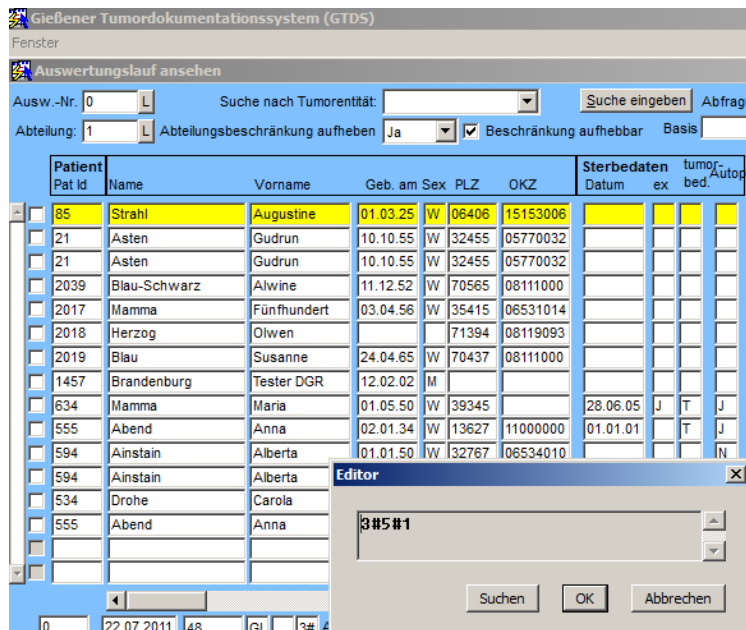 Gießener Tumordokumentationssystem (GTDS)
Fenster
Auswertungslauf ansehen
Ausw.-Nr. 0 L Suche nach Tumorentität: Suche eingeben Abfrag
Abteilung: 1 L Abteilungsbeschränkung aufheben Ja Beschränkung aufhebbar Basis
Patient Sterbedaten tumor-
Pat Id Name Vorname Geb. am Sex PLZ OKZ Datum ex bed. Autop
85 Strahl Augustine 01.03.25 W 06406 15153006
21 Asten Gudrun 10.10.55 W 32455 05770032
21 Asten Gudrun 10.10.55 W 32455 05770032
2039 Blau-Schwarz Alwine 11.12.52 W 70565 08111000
2017 Mamma Fünfhundert 03.04.56 W 35415 06531014
2018 Herzog Olwen 71394 08119093
2019 Blau Susanne 24.04.65 W 70437 08111000
1457 Brandenburg Tester DGR 12.02.02 M
634 Mamma Maria 01.05.50 W 39345 28.06.05 J T J
555 Abend Anna 02.01.34 W 13627 11000000 01.01.01 T J
594 Ainstain Alberta 01.01.50 W 32767 06534010 N
594 Ainstain Alberta
534 Drohe Carola
555 Abend Anna
Editor
3#5#1
Suchen OK Abbrechen
0 22.07.2011 48 GL 3#